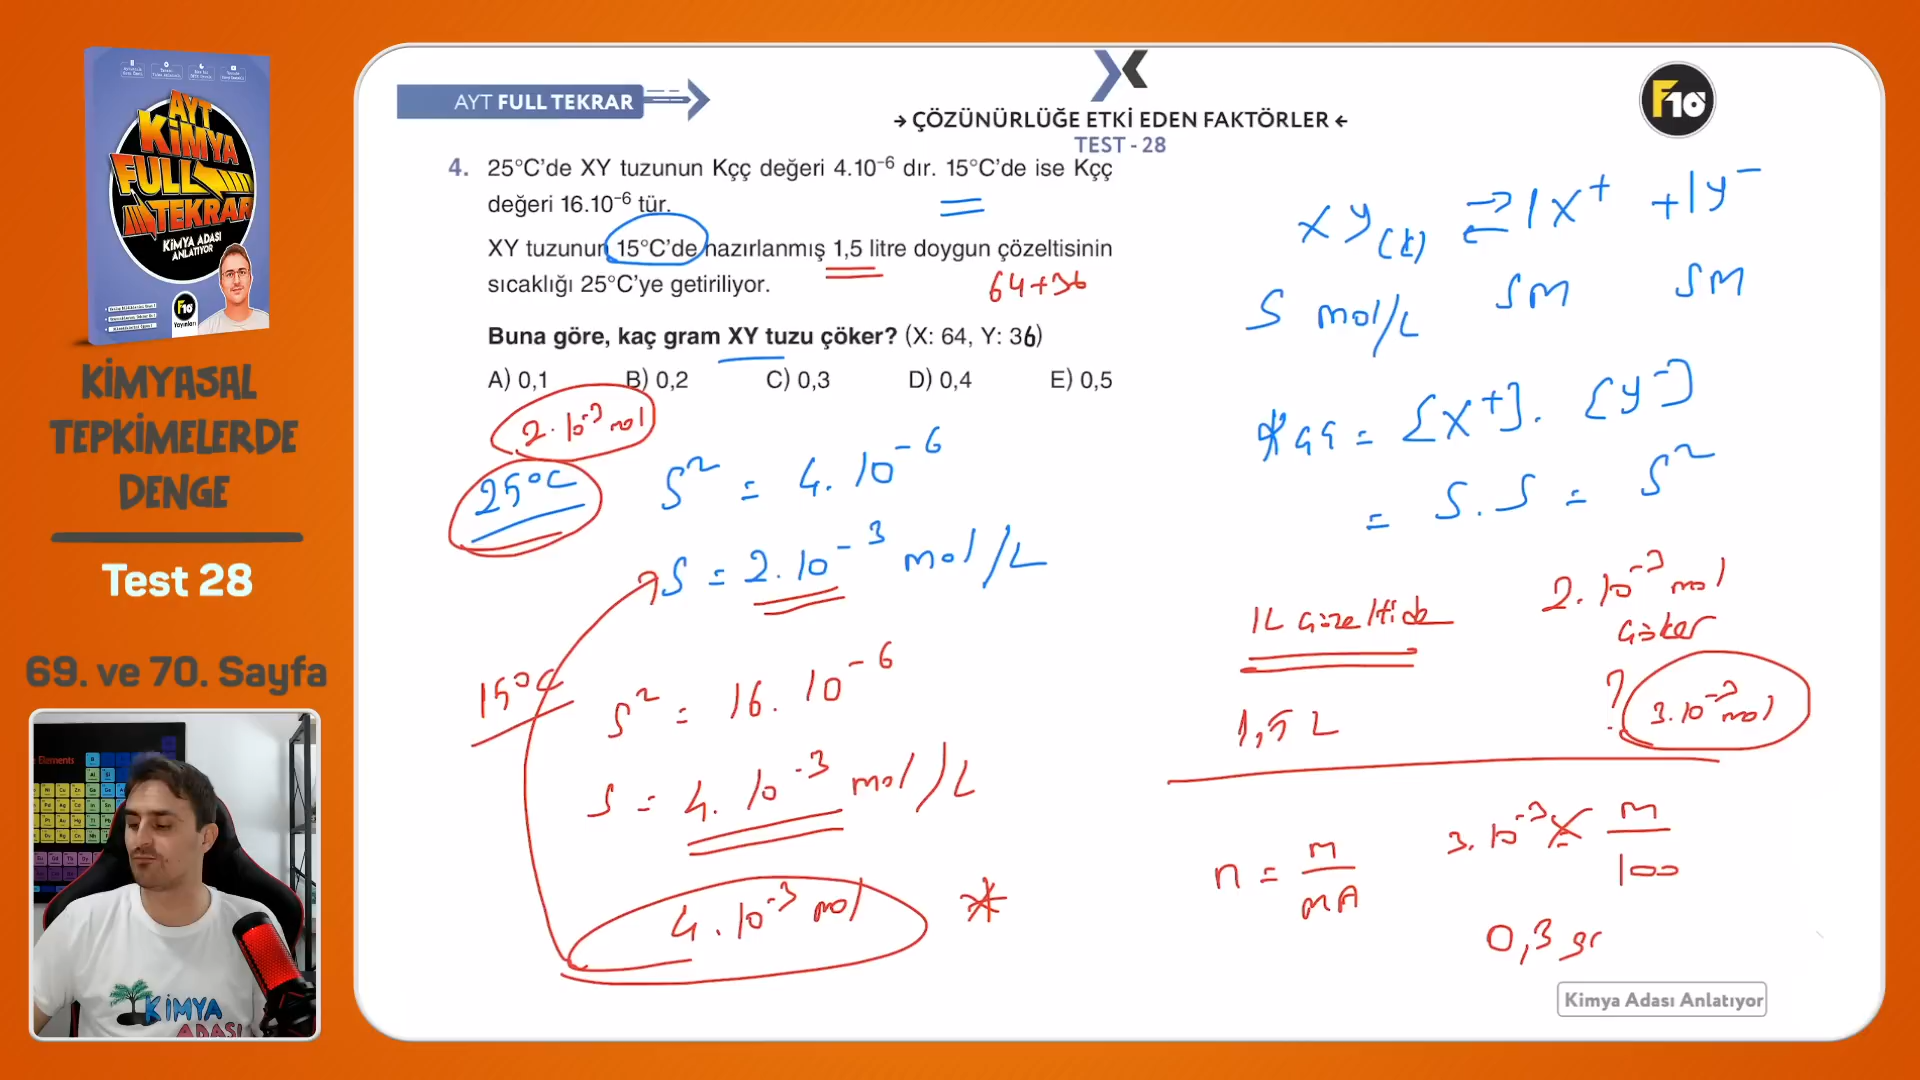 AYT
KİMYA
FULL
TEKRAR
KİMYA ADASI
ANLATIYOR
F10
Yayınları
KİMYASAL
TEPKİMELERDE
DENGE
Test 28
69. ve 70. Sayfa
Elements
KİMYA
ADASI
AYT FULL TEKRAR
→ ÇÖZÜNÜRLÜĞE ETKİ EDEN FAKTÖRLER ←
TEST - 28
F10
4. 25°C'de XY tuzunun Kçç değeri 4.10⁻⁶ dır. 15°C'de ise Kçç
değeri 16.10⁻⁶ tür.
XY tuzunun 15°C'de hazırlanmış 1,5 litre doygun çözeltisinin
sıcaklığı 25°C'ye getiriliyor.
64+36
Buna göre, kaç gram XY tuzu çöker? (X: 64, Y: 36)
A) 0,1 B) 0,2 C) 0,3 D) 0,4 E) 0,5
2.10⁻³ mol
25°C S² = 4.10⁻⁶
S = 2.10⁻³ mol/L
15°C S² = 16.10⁻⁶
S = 4.10⁻³ mol/L
4.10⁻³ mol *
XY(k) ⇄ 1X⁺ + 1Y⁻
S mol/L SM SM
Kçç = [X⁺].[Y⁻]
= S.S = S²
1L çözeltide 2.10⁻³ mol
çöker
1,5 L ? 3.10⁻³ mol
n = m/MA 3.10⁻³ = m/100
0,3 gr
Kimya Adası Anlatıyor